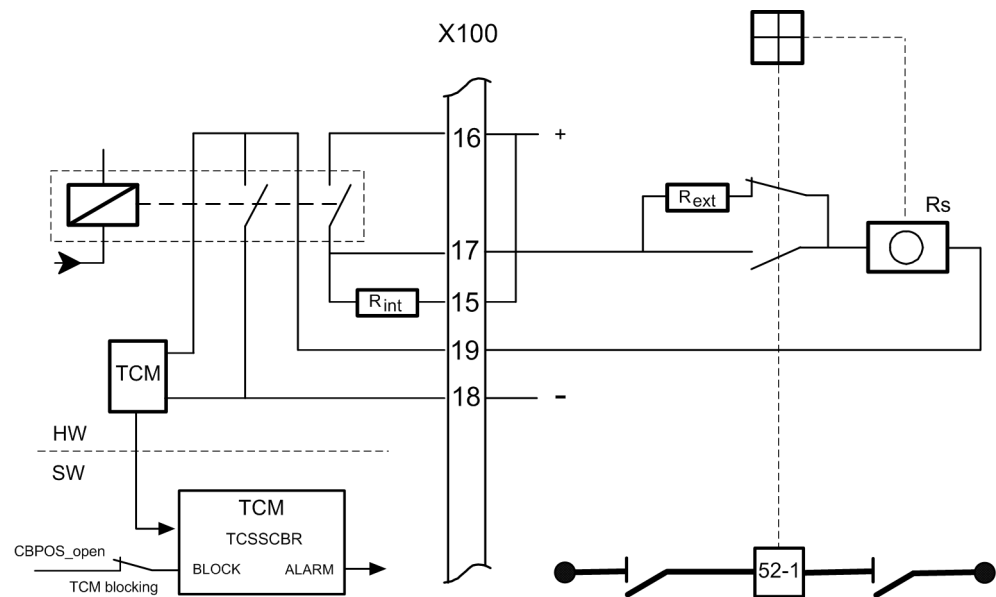 X100
16
+
Rext
Rs
17
Rint
15
19
TCM
18
-
HW
SW
TCM
TCSSCBR
CBPOS_open
BLOCK
ALARM
TCM blocking
52-1